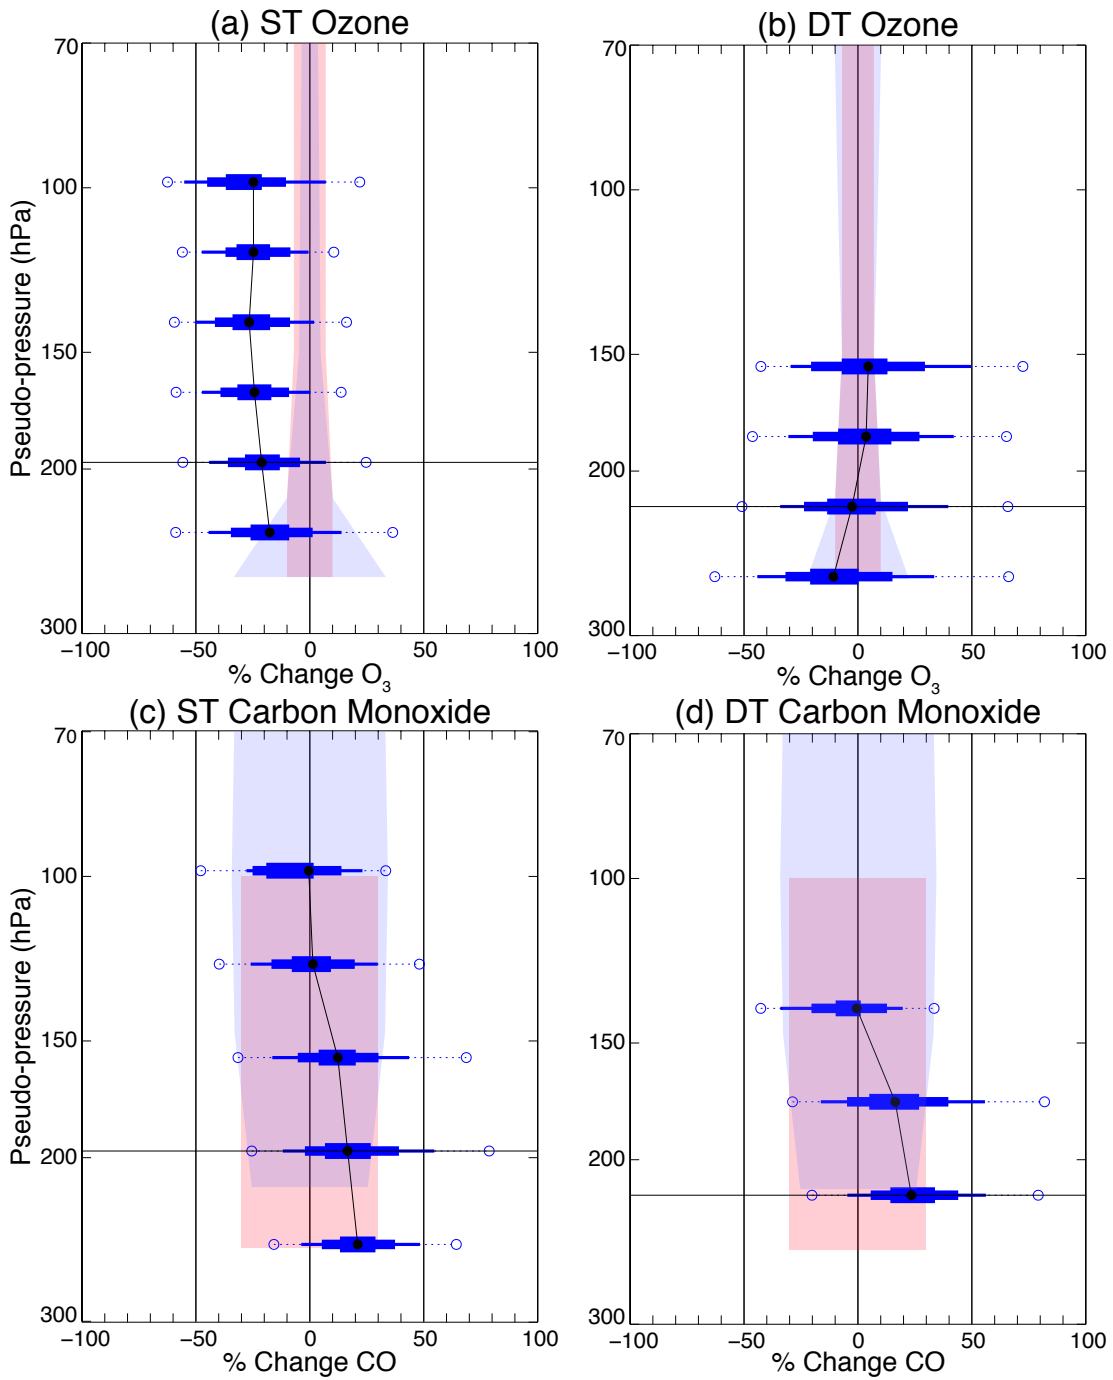 (a) ST Ozone
70
100
150
200
300
Pseudo-pressure (hPa)
−100 −50 0 50 100
% Change O3
(b) DT Ozone
70
100
150
200
300
−100 −50 0 50 100
% Change O3
(c) ST Carbon Monoxide
70
100
150
200
300
Pseudo-pressure (hPa)
−100 −50 0 50 100
% Change CO
(d) DT Carbon Monoxide
70
100
150
200
300
−100 −50 0 50 100
% Change CO